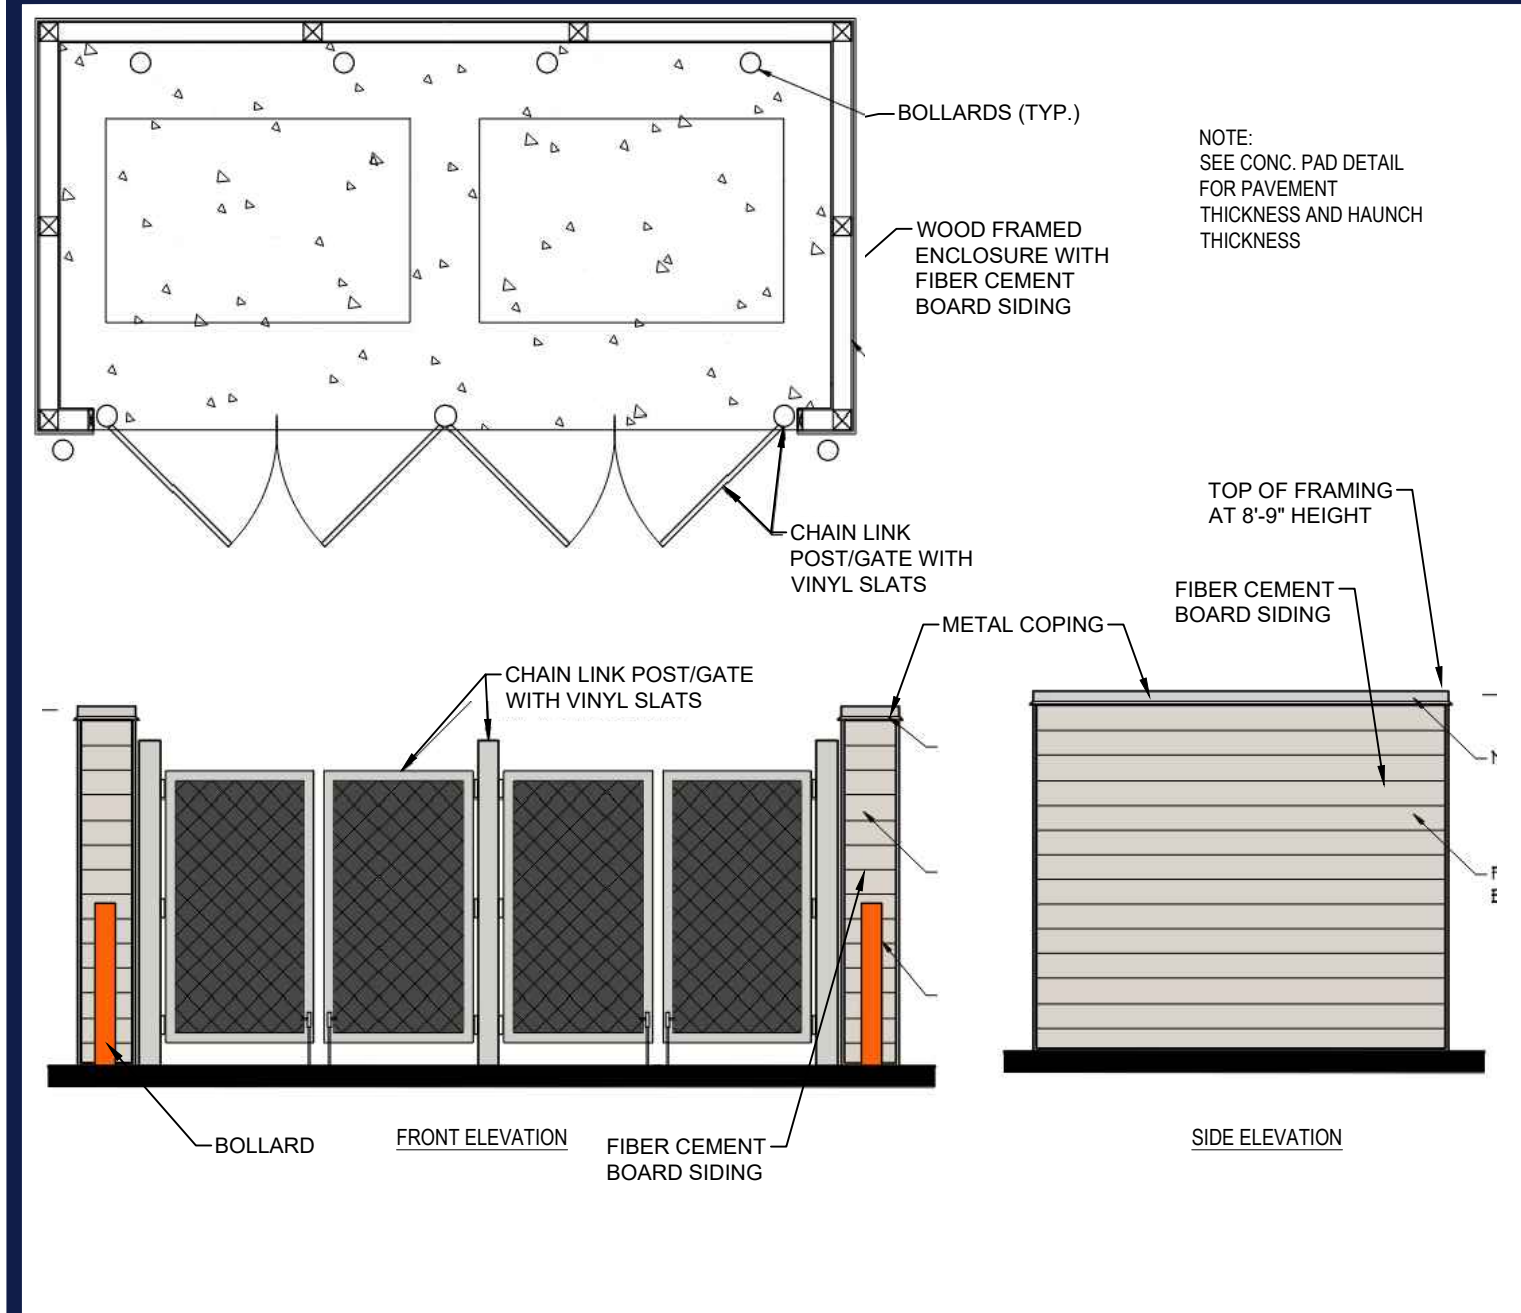 BOLLARDS (TYP.)
NOTE:
SEE CONC. PAD DETAIL
FOR PAVEMENT
THICKNESS AND HAUNCH
THICKNESS
WOOD FRAMED
ENCLOSURE WITH
FIBER CEMENT
BOARD SIDING
CHAIN LINK
POST/GATE WITH
VINYL SLATS
TOP OF FRAMING
AT 8'-9" HEIGHT
FIBER CEMENT
BOARD SIDING
METAL COPING
CHAIN LINK POST/GATE
WITH VINYL SLATS
BOLLARD
FRONT ELEVATION
FIBER CEMENT
BOARD SIDING
SIDE ELEVATION